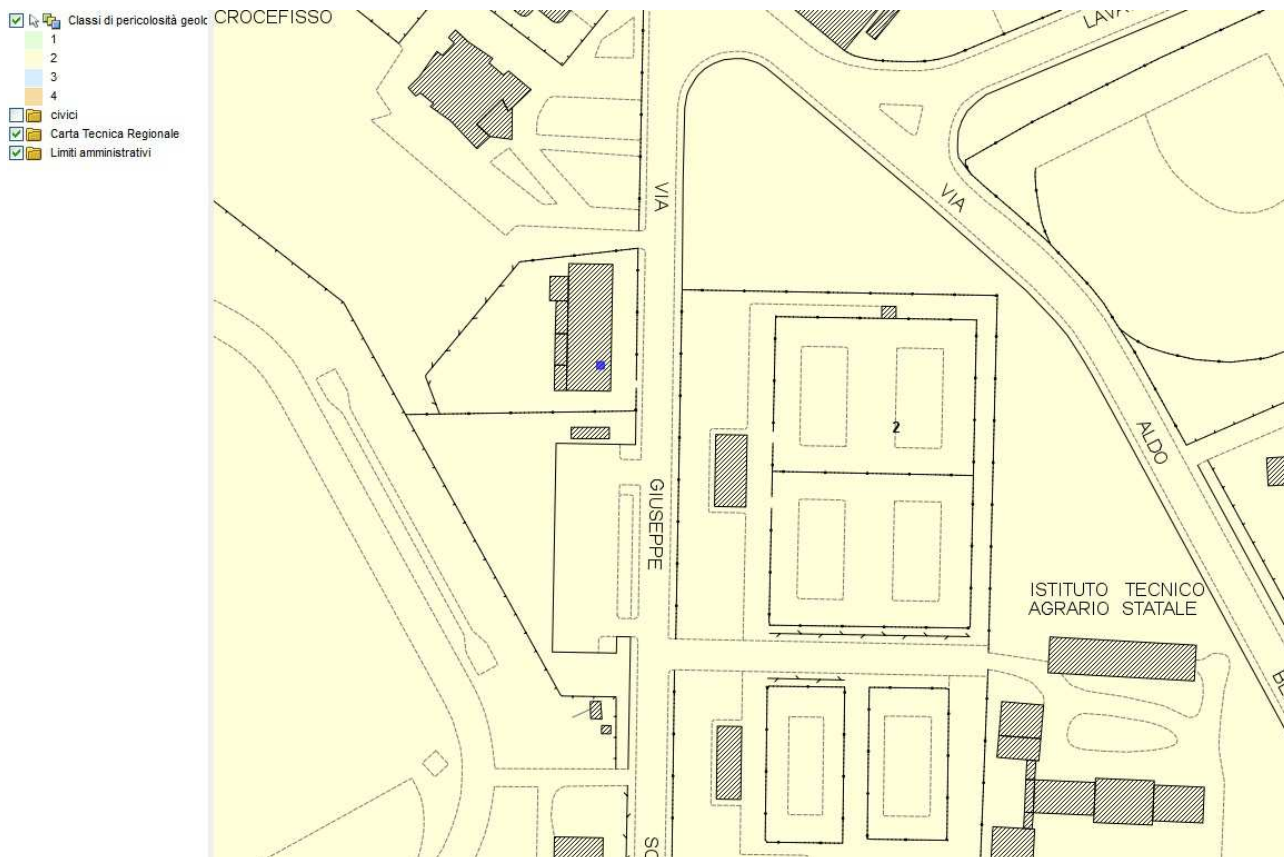 Classi di pericolosità geolo
1
2
3
4
civici
Carta Tecnica Regionale
Limiti amministrativi
CROCEFISSO
VIA
VIA
ALDO
GIUSEPPE
2
ISTITUTO TECNICO
AGRARIO STATALE